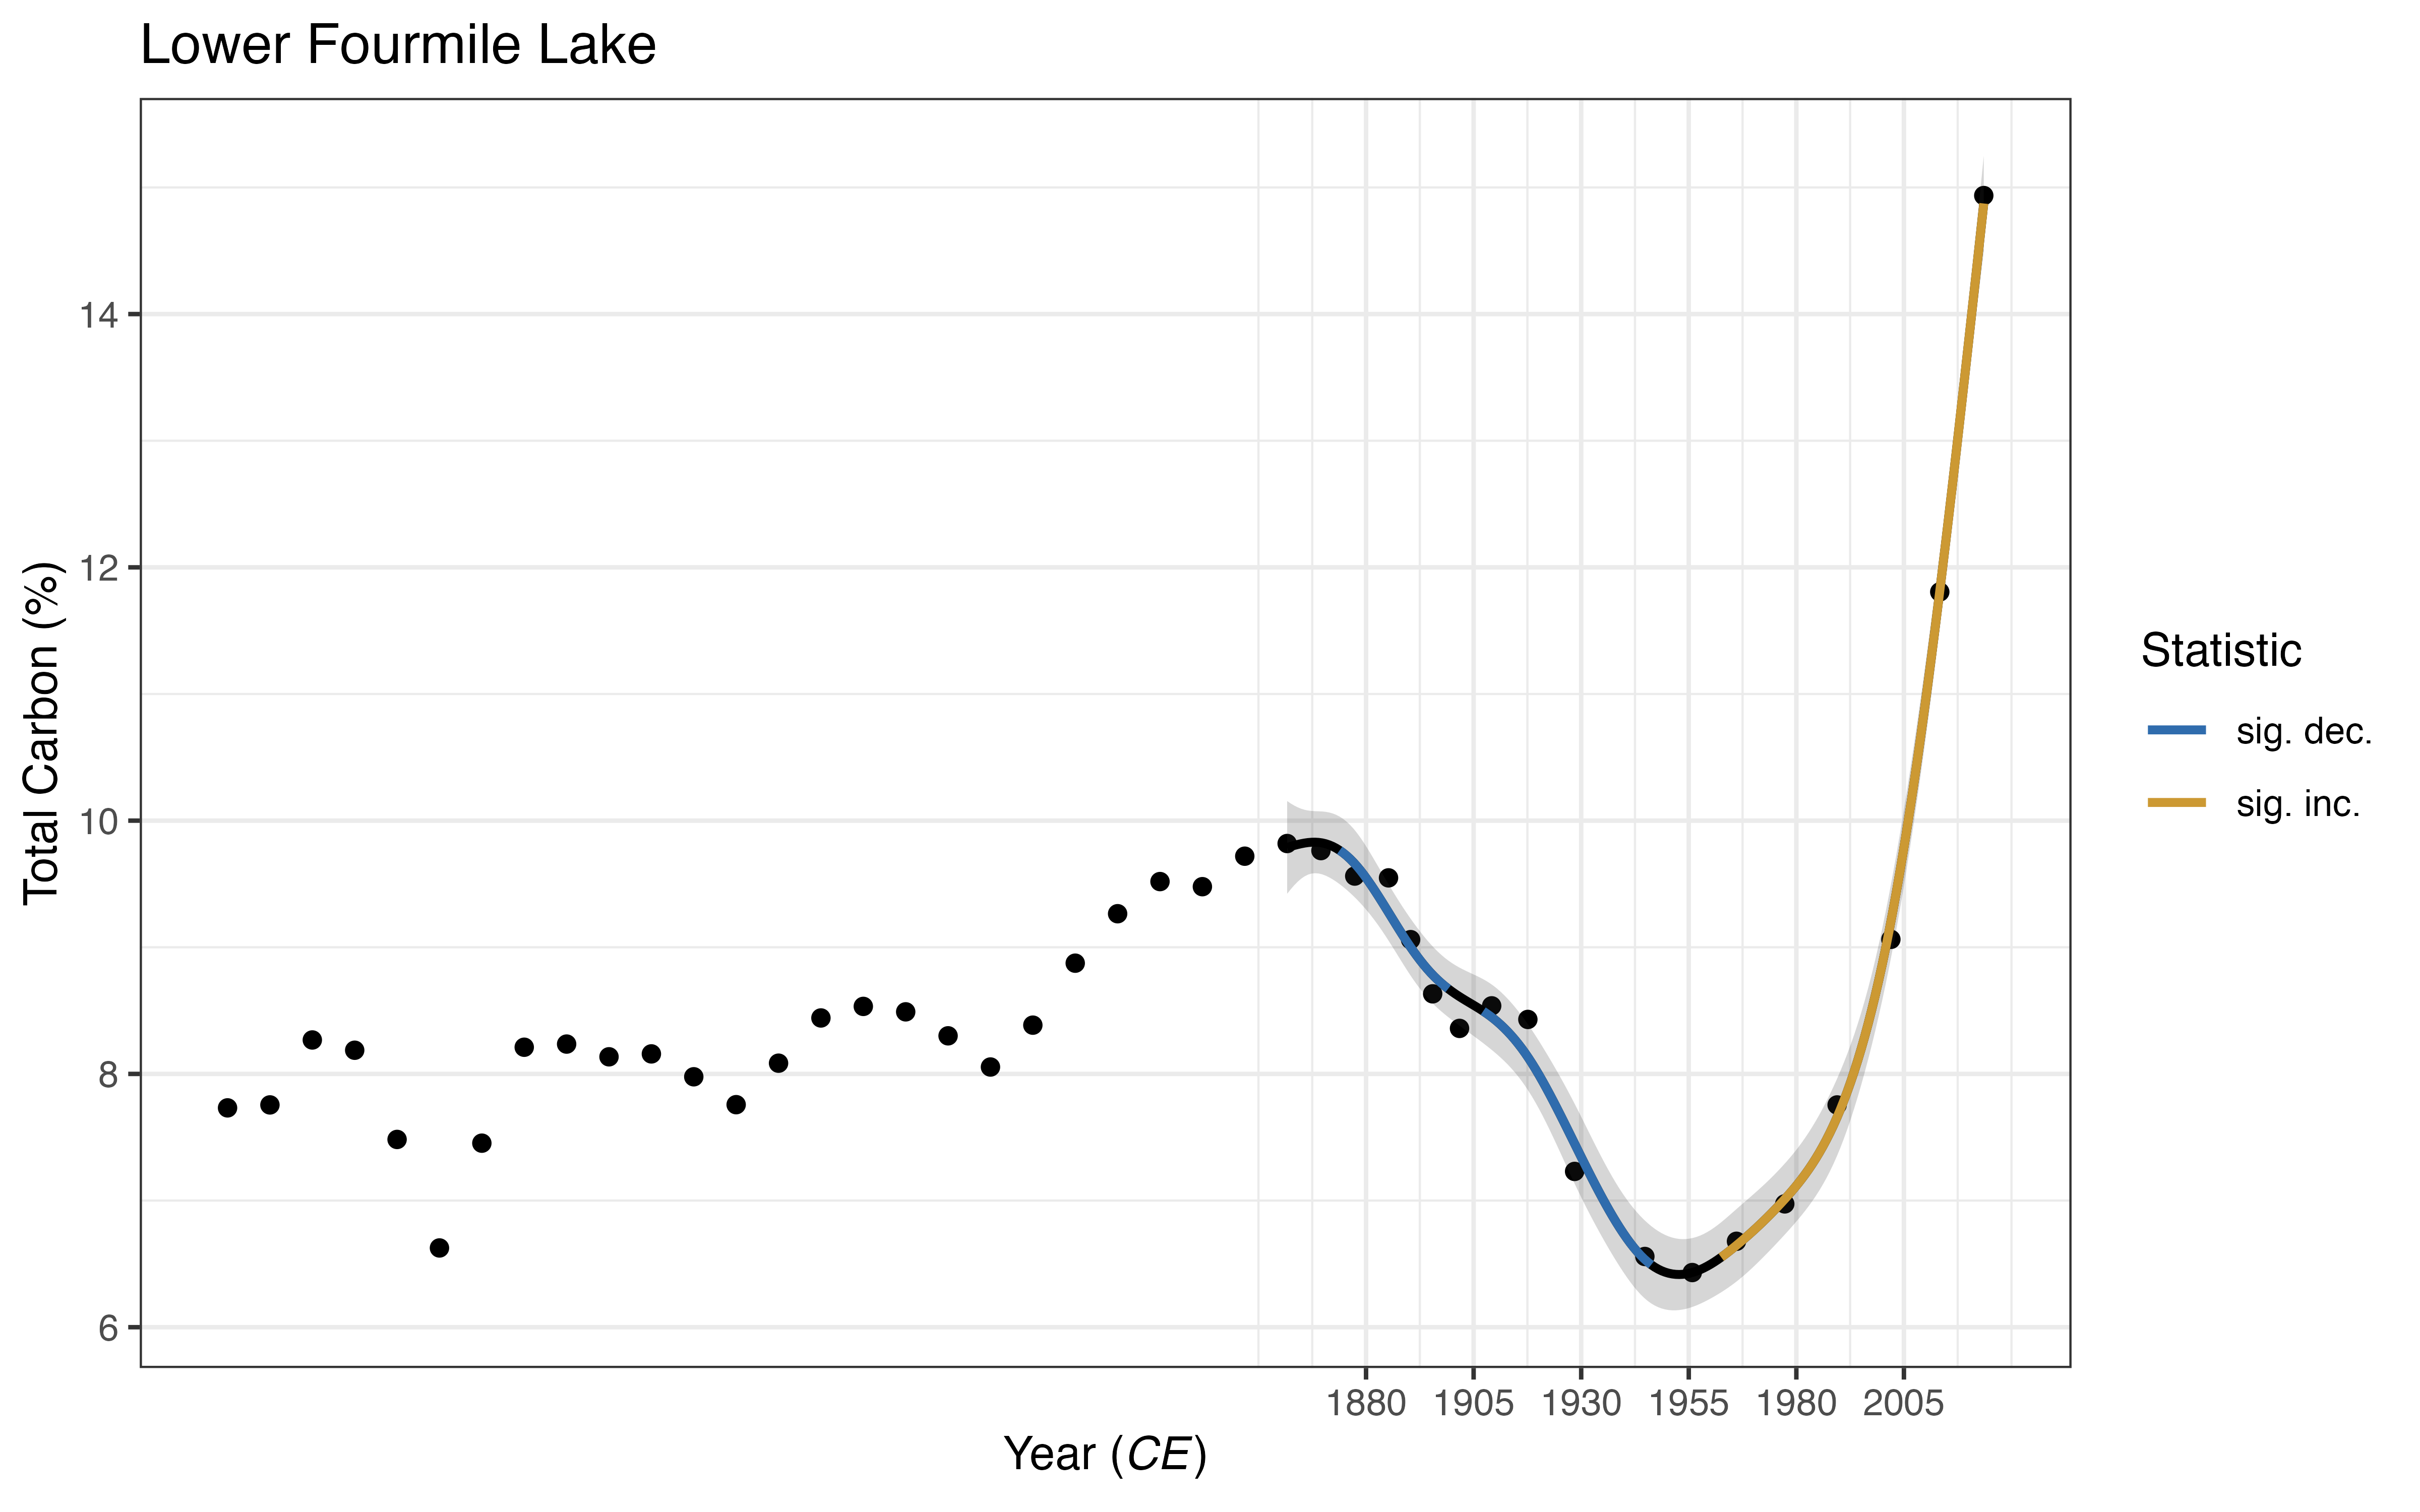 Lower Fourmile Lake
Total Carbon (%)
14
12
10
8
6
1880 1905 1930 1955 1980 2005
Year (CE)
Statistic
sig. dec.
sig. inc.